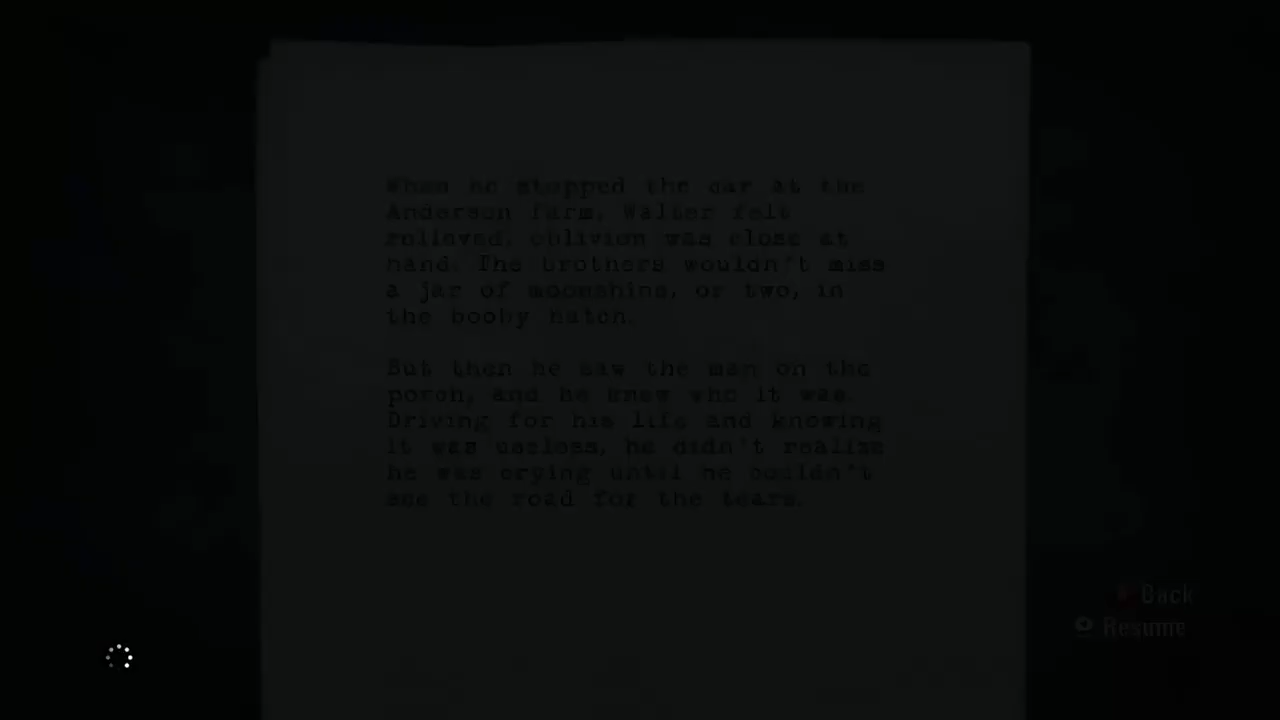 When he stopped the car at the
Anderson farm, Walter felt
relieved, oblivion was close at
hand. The brothers wouldn't miss
a jar of moonshine, or two, in
the booby hatch.
But then he saw the man on the
porch, and he knew who it was.
Driving for his life and knowing
it was useless, he didn't realize
he was crying until he couldn't
see the road for the tears.
Back
Resume